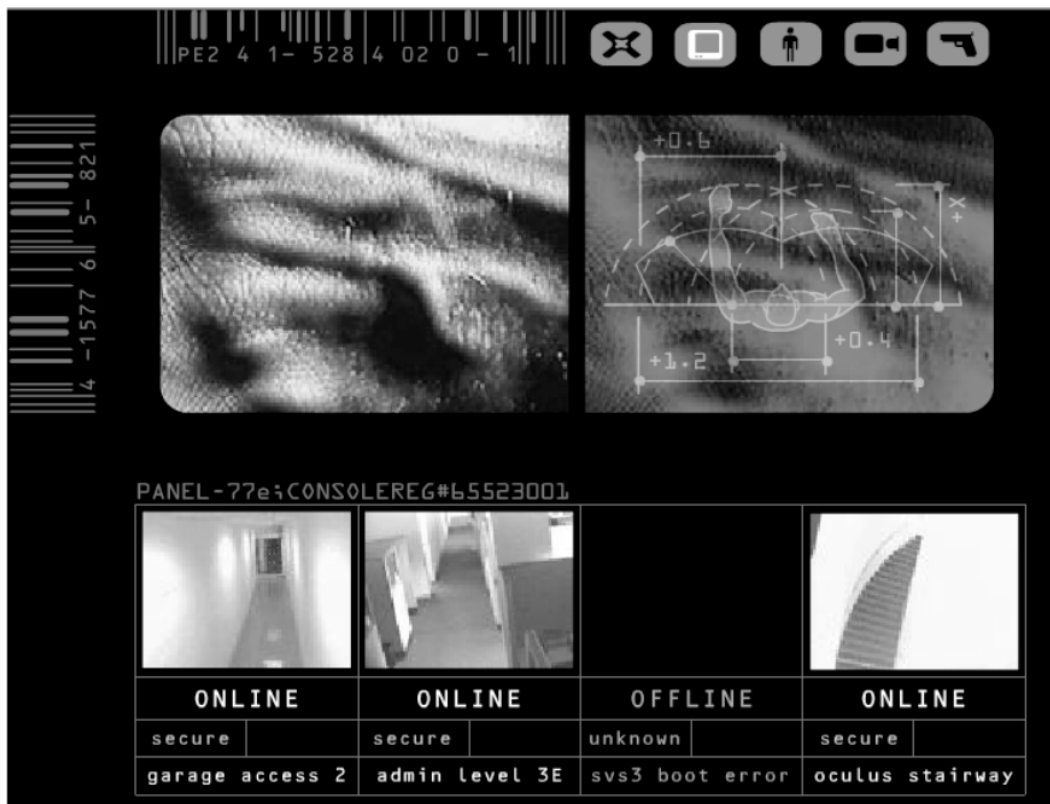 PE2 4 1- 528 4 02 0 - 1
4 -1577 6 5- 821
+0.6
+x
+0.4
+1.2
PANEL-77e;CONSOLEREG#65523001
ONLINE ONLINE OFFLINE ONLINE
secure secure unknown secure
garage access 2 admin level 3E svs3 boot error oculus stairway